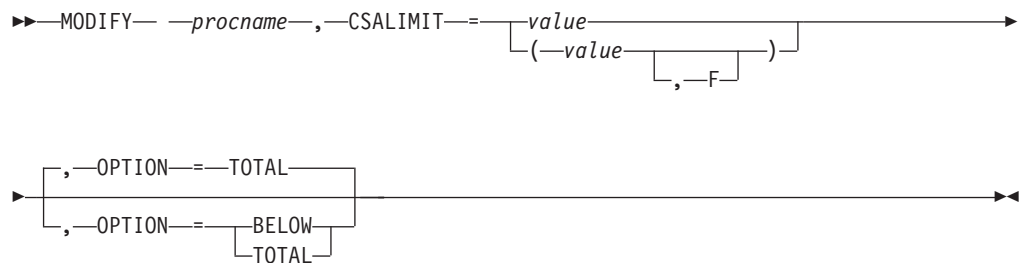 MODIFY procname , CSALIMIT = value
( value )
, F
, OPTION = TOTAL
, OPTION = BELOW
TOTAL